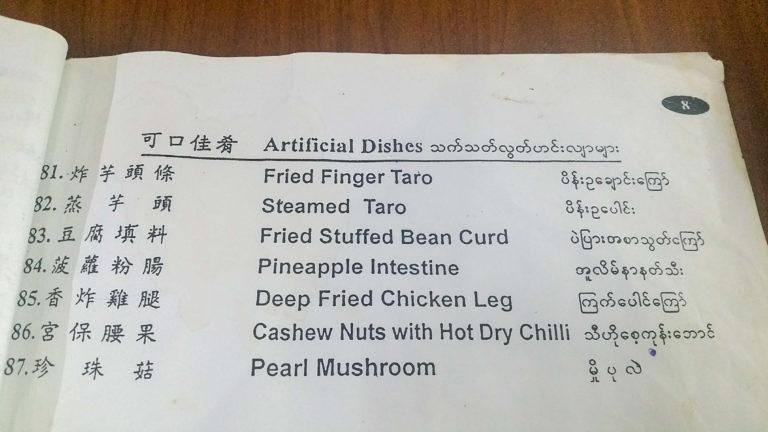 8
可口佳肴 Artificial Dishes သက်သတ်လွတ်ဟင်းလျာများ
81. 炸芋頭條 Fried Finger Taro ပိန်းဥချောင်းကြော်
82. 蒸芋頭 Steamed Taro ပိန်းဥပေါင်း
83. 豆腐填料 Fried Stuffed Bean Curd ပဲပြားအစာသွတ်ကြော်
84. 菠蘿粉腸 Pineapple Intestine အူလိမ်နာနတ်သီး
85. 香炸雞腿 Deep Fried Chicken Leg ကြက်ပေါင်ကြော်
86. 宮保腰果 Cashew Nuts with Hot Dry Chilli သီဟိုစေ့ကုန်းဘောင်
87. 珍珠菇 Pearl Mushroom မှို ပု လဲ